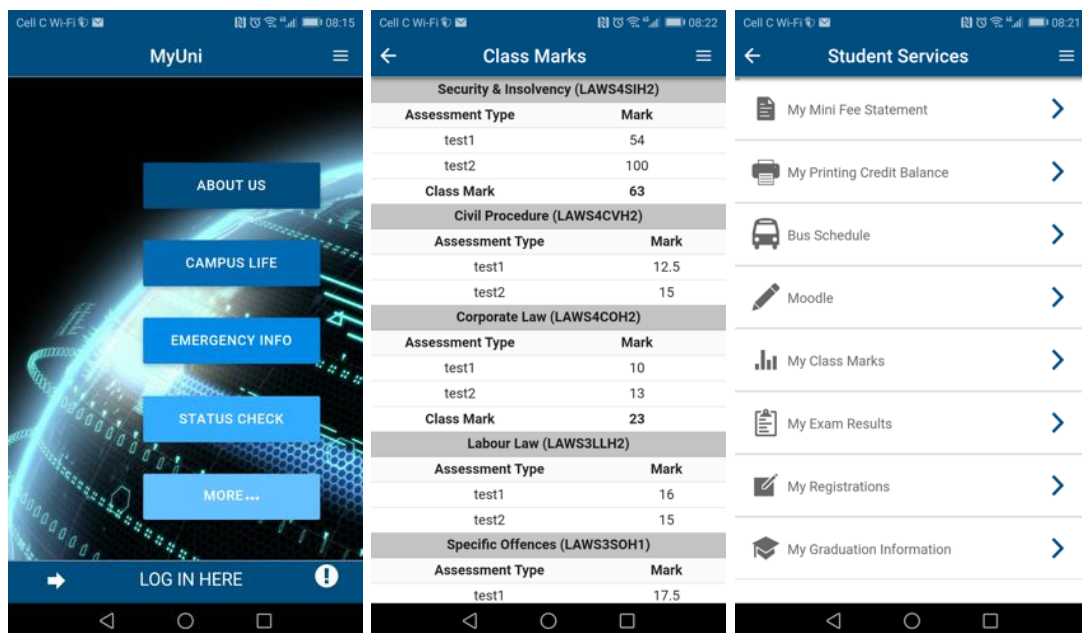 Cell C Wi-Fi 08:15
MyUni
ABOUT US
CAMPUS LIFE
EMERGENCY INFO
STATUS CHECK
MORE...
LOG IN HERE
Cell C Wi-Fi 08:22
Class Marks
Security & Insolvency (LAWS4SIH2)
Assessment Type Mark
test1 54
test2 100
Class Mark 63
Civil Procedure (LAWS4CVH2)
Assessment Type Mark
test1 12.5
test2 15
Corporate Law (LAWS4COH2)
Assessment Type Mark
test1 10
test2 13
Class Mark 23
Labour Law (LAWS3LLH2)
Assessment Type Mark
test1 16
test2 15
Specific Offences (LAWS3SOH1)
Assessment Type Mark
test1 17.5
Cell C Wi-Fi 08:21
Student Services
My Mini Fee Statement
My Printing Credit Balance
Bus Schedule
Moodle
My Class Marks
My Exam Results
My Registrations
My Graduation Information